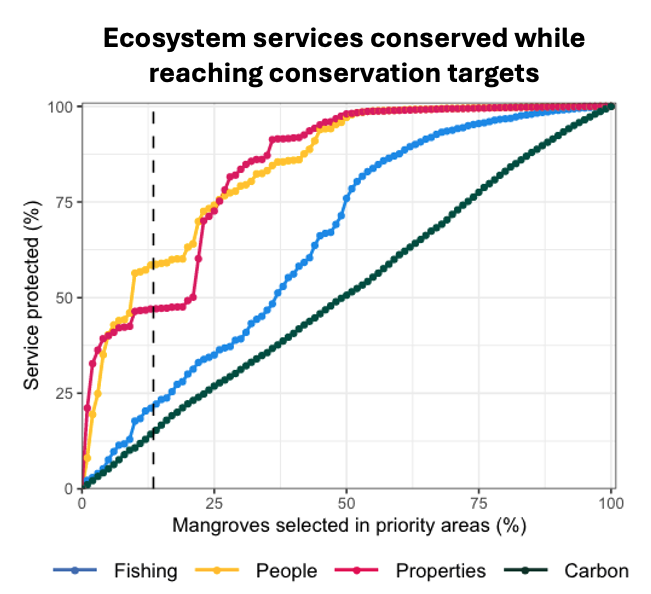 Ecosystem services conserved while
reaching conservation targets
Service protected (%)
100
75
50
25
0
0 25 50 75 100
Mangroves selected in priority areas (%)
Fishing People Properties Carbon